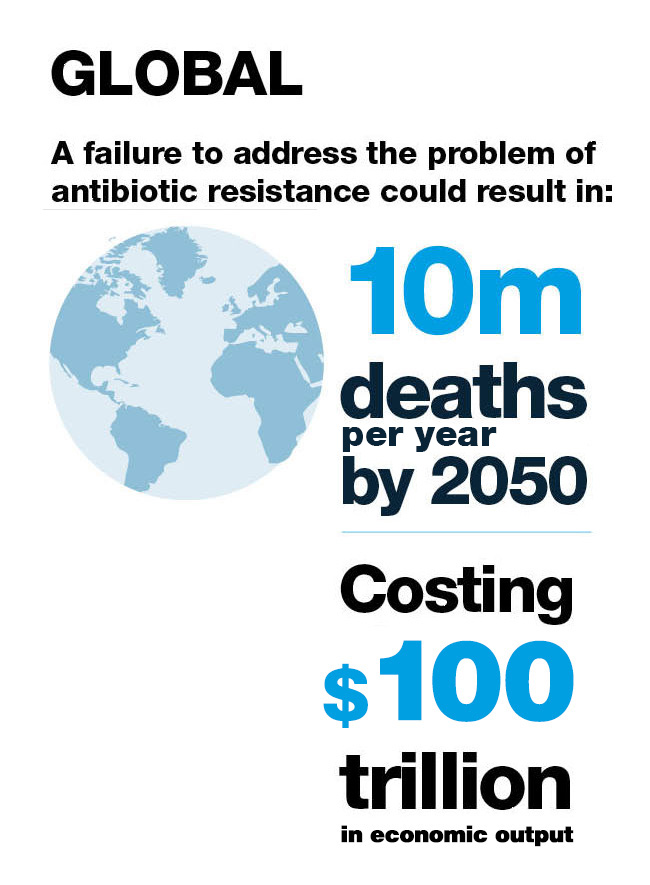 GLOBAL
A failure to address the problem of
antibiotic resistance could result in:
10m
deaths
per year
by 2050
Costing
$100
trillion
in economic output